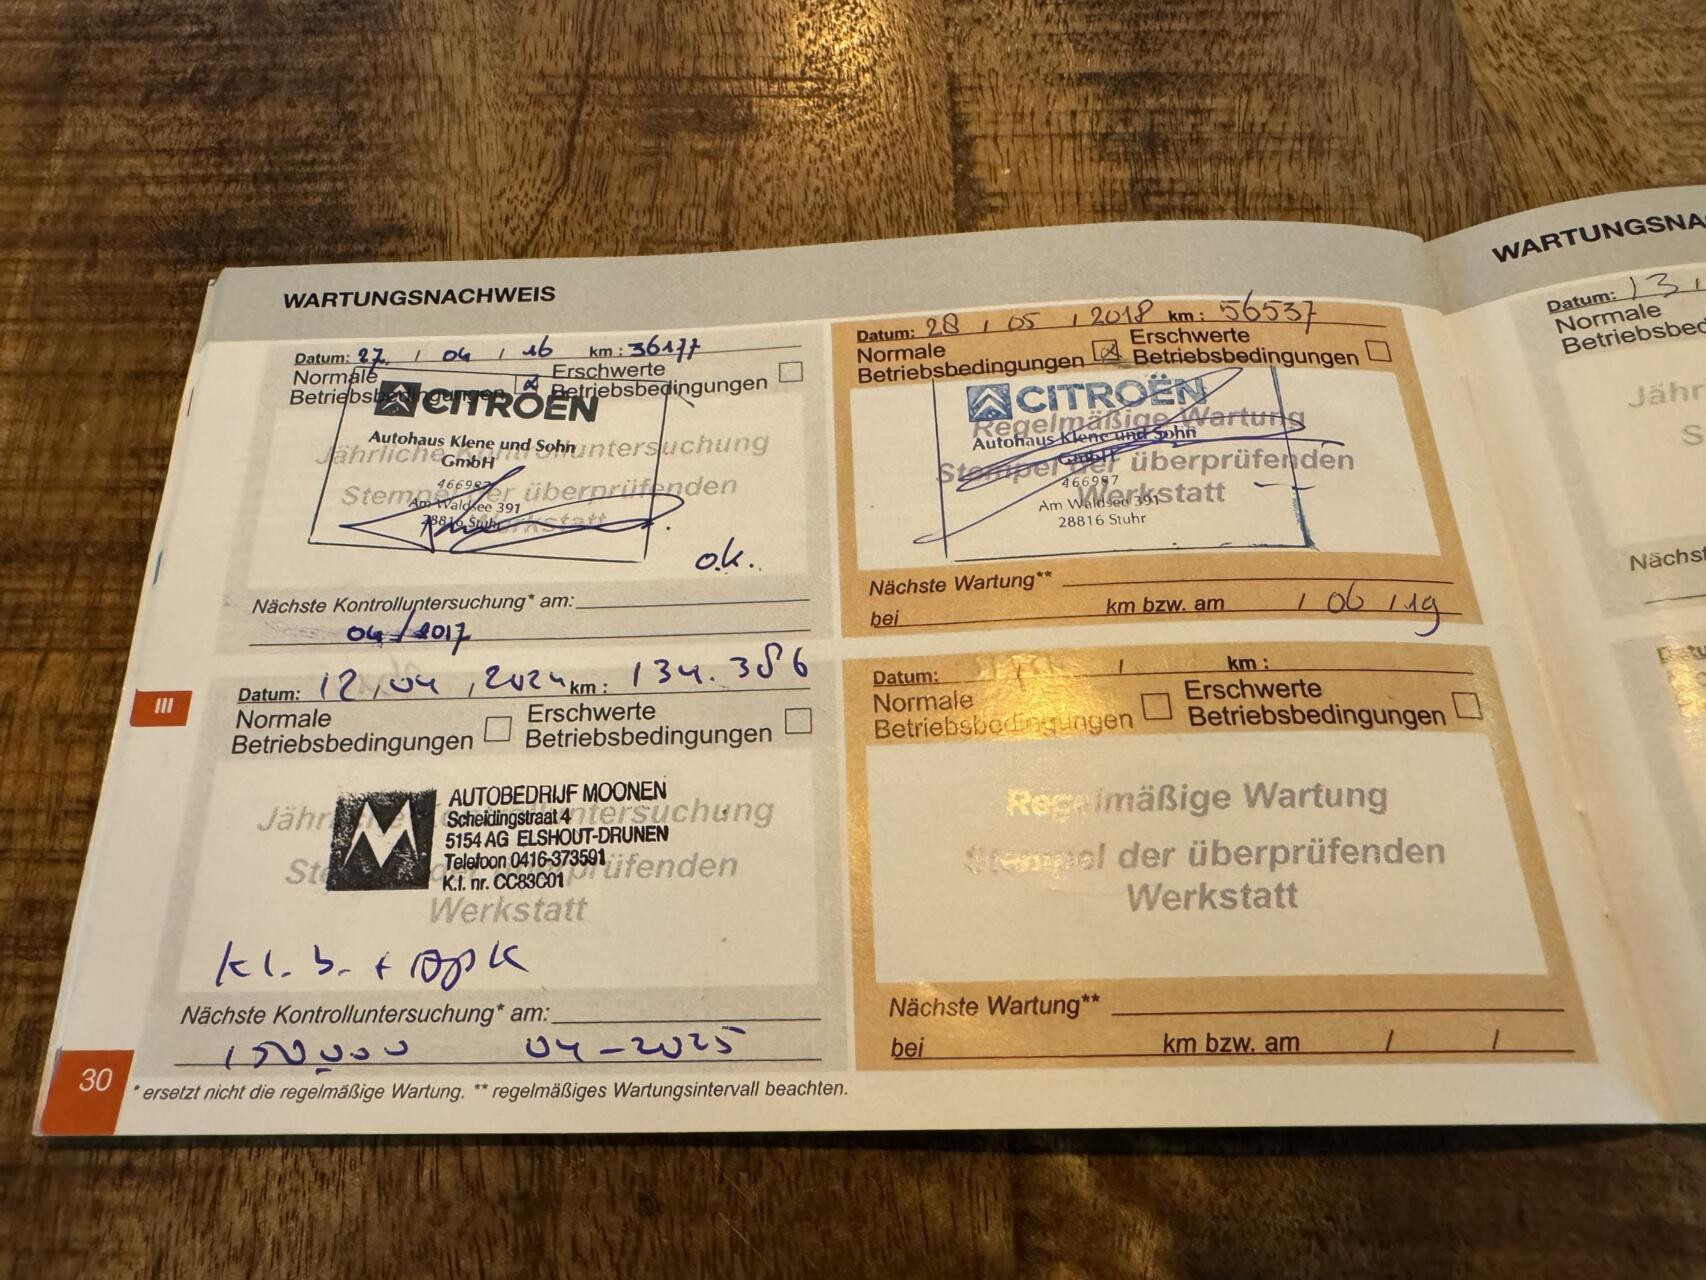 WARTUNGSNACHWEIS
Datum: 27 / 04 / 16 km : 36177
Normale Betriebsbedingungen
Erschwerte Betriebsbedingungen
CITROËN
Autohaus Klene und Sohn
GmbH
466987
Am Waldsee 391
28816 Stuhr
Jährliche Kontrolluntersuchung
Stempel der überprüfenden
Werkstatt
o.k.
Nächste Kontrolluntersuchung* am:
04/2017
Datum: 28 / 05 / 2018 km : 56537
Normale Betriebsbedingungen
Erschwerte Betriebsbedingungen
CITROËN
Regelmäßige Wartung
Autohaus Klene und Sohn
GmbH
Stempel der überprüfenden
466987
Werkstatt
Am Waldsee 391
28816 Stuhr
Nächste Wartung**
bei km bzw. am / 06 / 19
III
Datum: 12 / 04 / 2024 km : 134.386
Normale Betriebsbedingungen
Erschwerte Betriebsbedingungen
AUTOBEDRIJF MOONEN
Scheidingstraat 4
5154 AG ELSHOUT-DRUNEN
Telefoon 0416-373591
K.I. nr. CC83C01
Jährliche Kontrolluntersuchung
Stempel der überprüfenden
Werkstatt
Kl. b. + APK
Nächste Kontrolluntersuchung* am:
150.000 04-2025
Datum: / / km :
Normale Betriebsbedingungen
Erschwerte Betriebsbedingungen
Regelmäßige Wartung
Stempel der überprüfenden
Werkstatt
Nächste Wartung**
bei km bzw. am / /
30
* ersetzt nicht die regelmäßige Wartung. ** regelmäßiges Wartungsintervall beachten.
WARTUNGSNA
Datum: 13
Normale
Betriebsbed
Jähr
S
Nächst